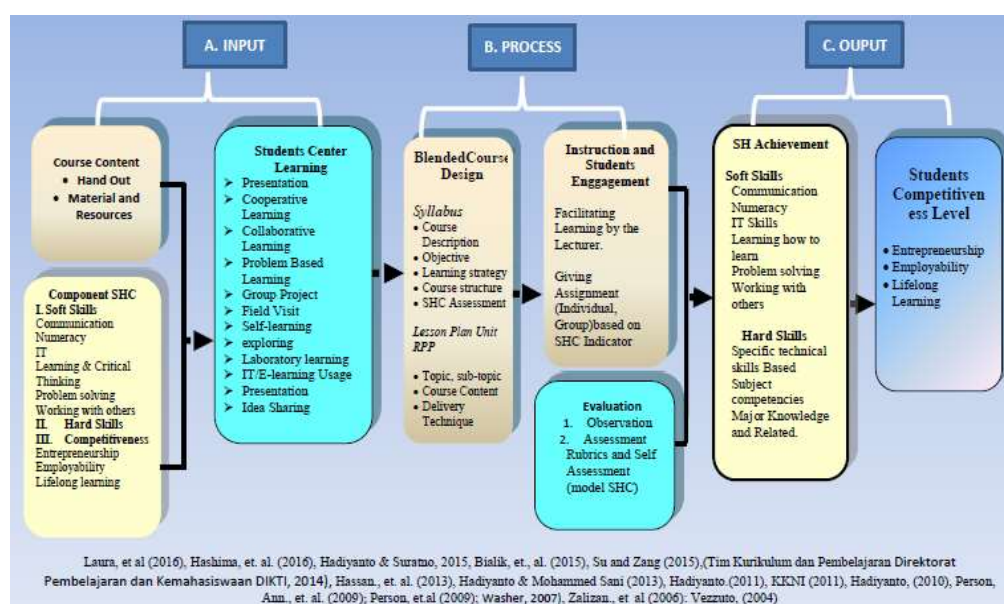 A. INPUT
B. PROCESS
C. OUPUT
Course Content
• Hand Out
• Material and
Resources
Component SHC
I. Soft Skills
Communication
Numeracy
IT
Learning & Critical
Thinking
Problem solving
Working with others
II. Hard Skills
III. Competitiveness
Entrepreneurship
Employability
Lifelong learning
Students Center
Learning
➢ Presentation
➢ Cooperative
Learning
➢ Collaborative
Learning
➢ Problem Based
Learning
➢ Group Project
➢ Field Visit
➢ Self-learning
➢ exploring
➢ Laboratory learning
➢ IT/E-learning Usage
➢ Presentation
➢ Idea Sharing
BlendedCourse
Design
Syllabus
• Course
Description
• Objective
• Learning strategy
• Course structure
• SHC Assessment
Lesson Plan Unit
RPP
• Topic, sub-topic
• Course Content
• Delivery
Technique
Instruction and
Students
Enggagement
Facilitating
Learning by the
Lecturer.
Giving
Assignment
(Individual,
Group)based on
SHC Indicator
Evaluation
1. Observation
2. Assessment
Rubrics and Self
Assessment
(model SHC)
SH Achievement
Soft Skills
Communication
Numeracy
IT Skills
Learning how to
learn
Problem solving
Working with
others
Hard Skills
Specific technical
skills Based
Subject
competencies
Major Knowledge
and Related.
Students
Competitiven
ess Level
• Entrepreneurship
• Employability
• Lifelong
Learning
Laura, et al (2016), Hashima, et. al. (2016), Hadiyanto & Suratno, 2015, Bialik, et., al. (2015), Su and Zang (2015),(Tim Kurikulum dan Pembelajaran Direktorat
Pembelajaran dan Kemahasiswaan DIKTI, 2014), Hassan., et. al. (2013), Hadiyanto & Mohammed Sani (2013), Hadiyanto.(2011), KKNI (2011), Hadiyanto, (2010), Person,
Ann., et. al. (2009); Person, et.al (2009); Washer, 2007), Zalizan., et al (2006): Vezzuto, (2004)